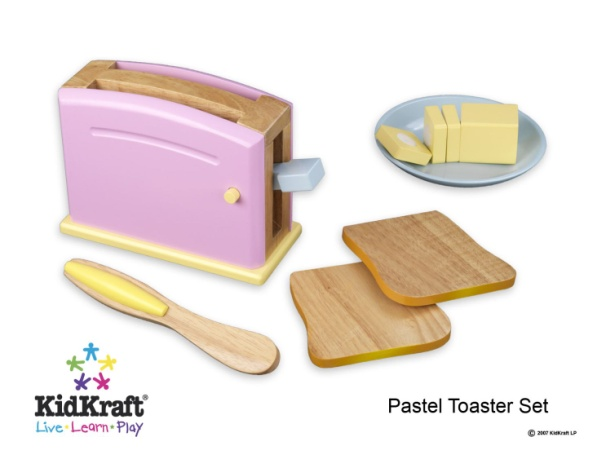 KidKraft
Live • Learn • Play
Pastel Toaster Set
© 2007 KidKraft LP